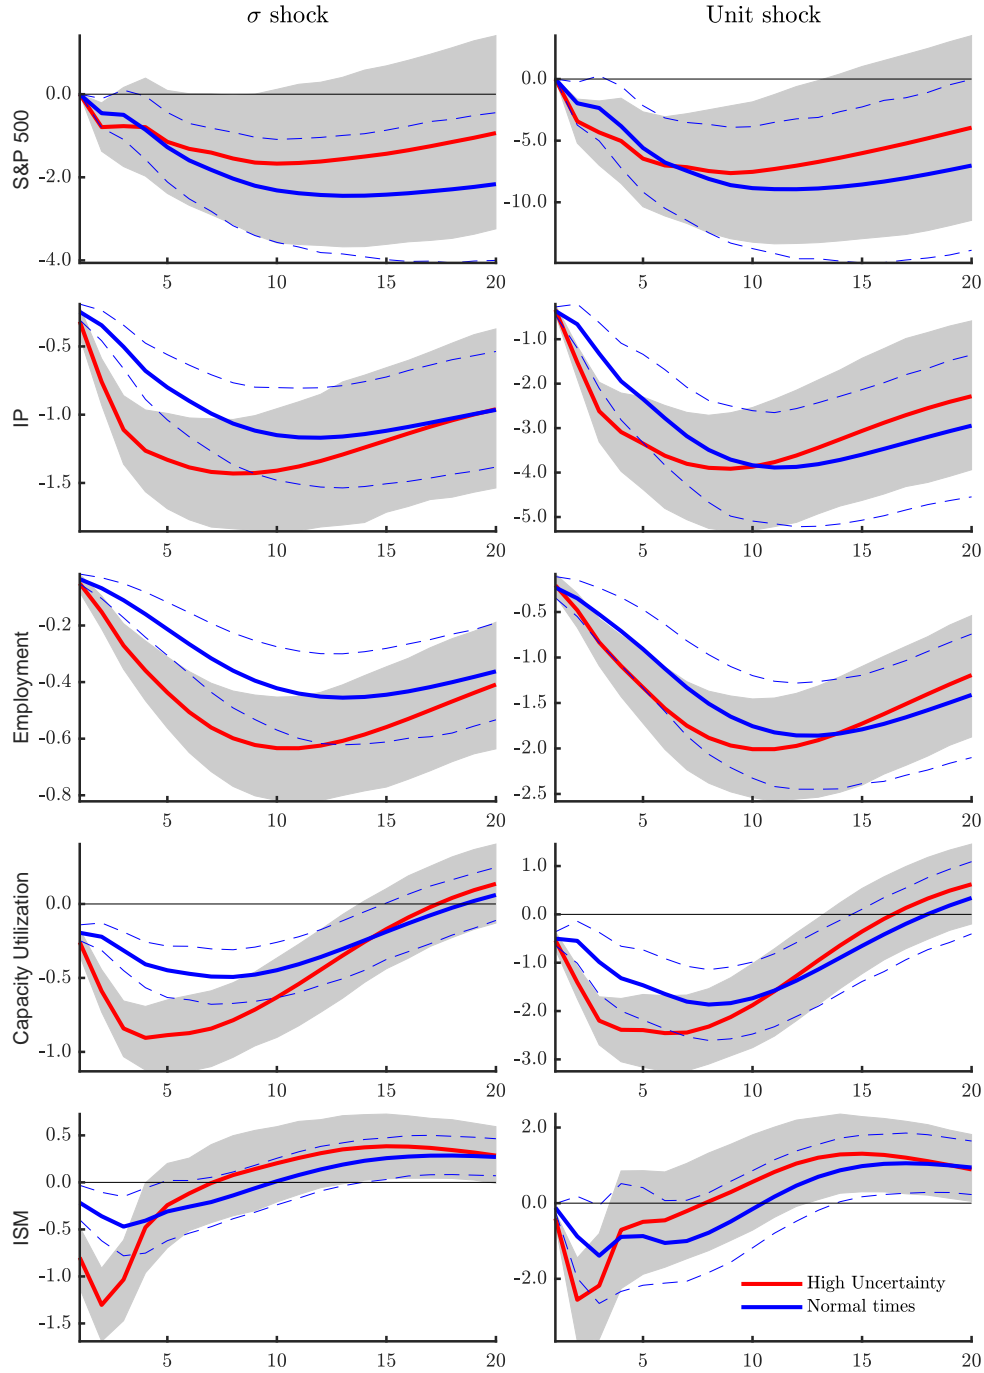 σ shock
Unit shock
S&P 500
0.0
-2.0
-4.0
5 10 15 20
0.0
-5.0
-10.0
5 10 15 20
IP
-0.5
-1.0
-1.5
5 10 15 20
-1.0
-2.0
-3.0
-4.0
-5.0
5 10 15 20
Employment
-0.2
-0.4
-0.6
-0.8
5 10 15 20
-0.5
-1.0
-1.5
-2.0
-2.5
5 10 15 20
Capacity Utilization
0.0
-0.5
-1.0
5 10 15 20
1.0
0.0
-1.0
-2.0
-3.0
5 10 15 20
ISM
0.5
0.0
-0.5
-1.0
-1.5
5 10 15 20
2.0
0.0
-2.0
5 10 15 20
High Uncertainty
Normal times